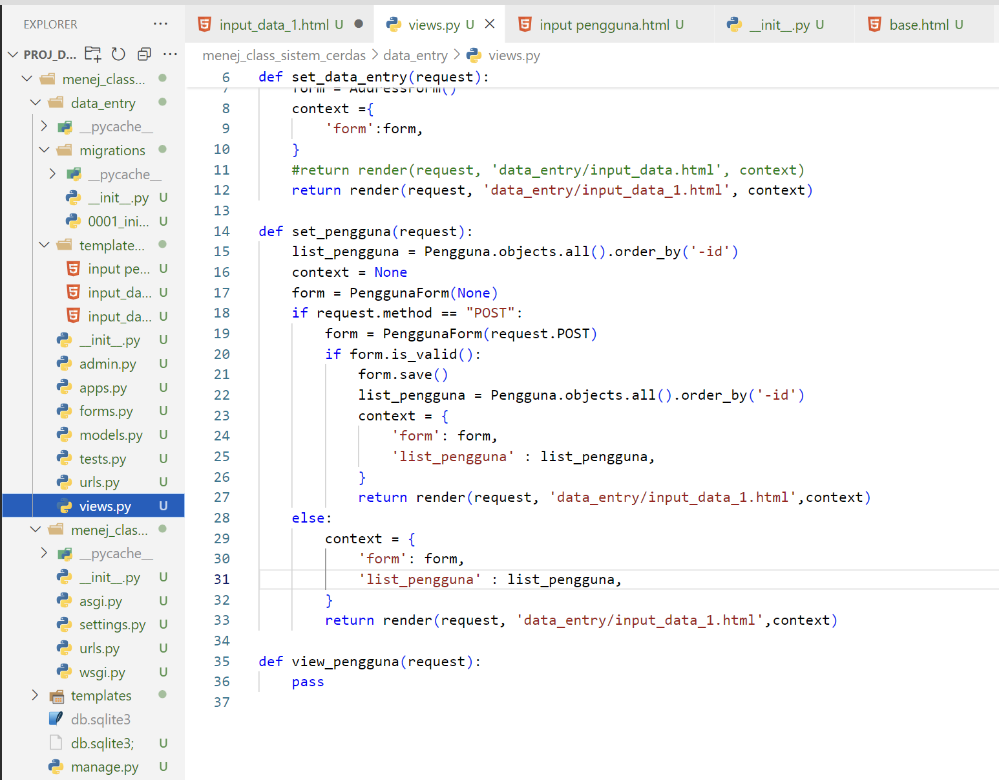 EXPLORER ...
PROJ_D... ...
menej_class...
data_entry
__pycache__
migrations
__pycache__
__init__.py U
0001_ini... U
template...
input pe... U
input_da... U
input_da... U
__init__.py U
admin.py U
apps.py U
forms.py U
models.py U
tests.py U
urls.py U
views.py U
menej_clas...
__pycache__
__init__.py U
asgi.py U
settings.py U
urls.py U
wsgi.py U
templates
db.sqlite3
db.sqlite3; U
manage.py U
input_data_1.html U
views.py U
input pengguna.html U
__init__.py U
base.html U
menej_class_sistem_cerdas > data_entry > views.py
6 def set_data_entry(request):
7 form = AddressForm()
8 context ={
9 'form':form,
10 }
11 #return render(request, 'data_entry/input_data.html', context)
12 return render(request, 'data_entry/input_data_1.html', context)
13
14 def set_pengguna(request):
15 list_pengguna = Pengguna.objects.all().order_by('-id')
16 context = None
17 form = PenggunaForm(None)
18 if request.method == "POST":
19 form = PenggunaForm(request.POST)
20 if form.is_valid():
21 form.save()
22 list_pengguna = Pengguna.objects.all().order_by('-id')
23 context = {
24 'form': form,
25 'list_pengguna' : list_pengguna,
26 }
27 return render(request, 'data_entry/input_data_1.html',context)
28 else:
29 context = {
30 'form': form,
31 'list_pengguna' : list_pengguna,
32 }
33 return render(request, 'data_entry/input_data_1.html',context)
34
35 def view_pengguna(request):
36 pass
37